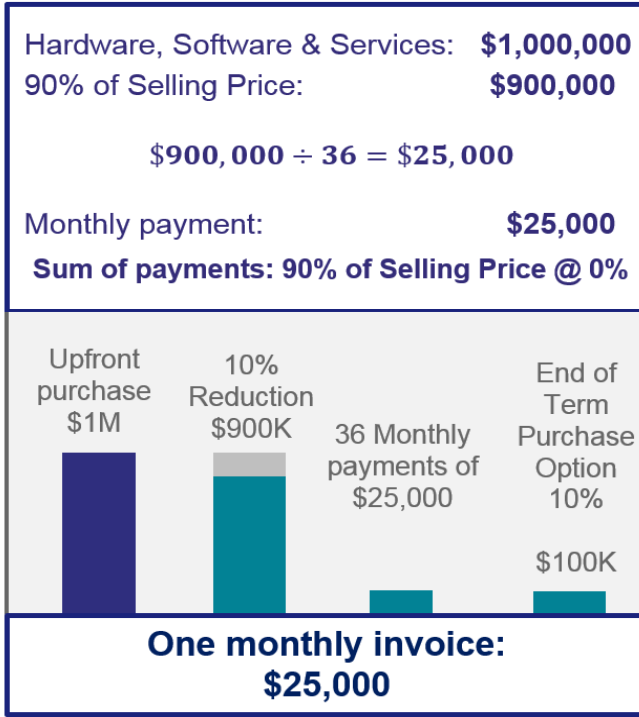 Hardware, Software & Services: $1,000,000
90% of Selling Price: $900,000
$900,000 ÷ 36 = $25,000
Monthly payment: $25,000
Sum of payments: 90% of Selling Price @ 0%
Upfront
purchase
$1M
10%
Reduction
$900K
36 Monthly
payments of
$25,000
End of
Term
Purchase
Option
10%
$100K
One monthly invoice:
$25,000